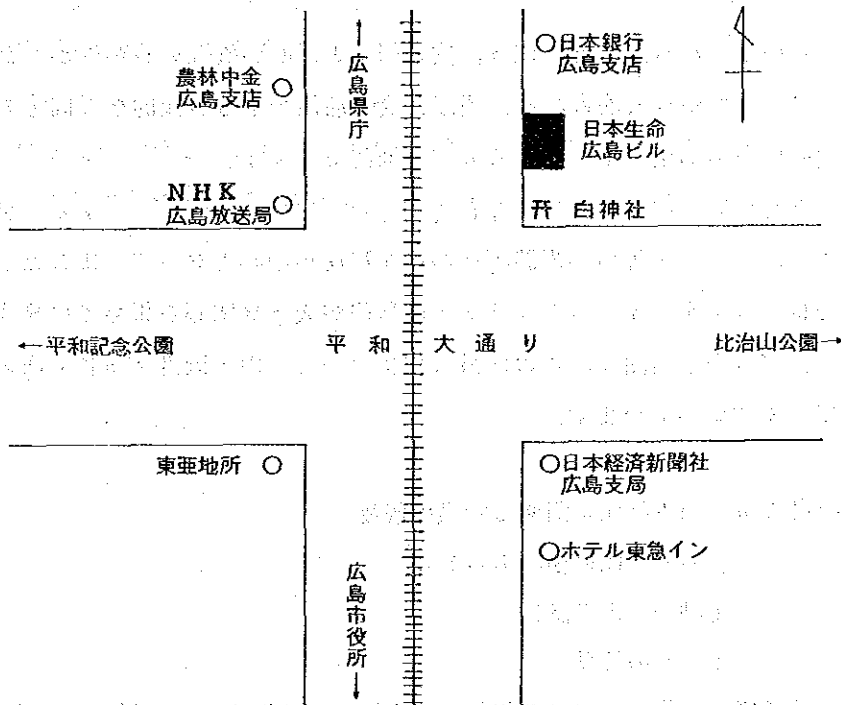 ↑広島県庁
農林中金
広島支店
NHK
広島放送局
日本銀行
広島支店
日本生命
広島ビル
白神社
←平和記念公園
平和大通り
比治山公園→
東亜地所
日本経済新聞社
広島支局
ホテル東急イン
広島市役所↓